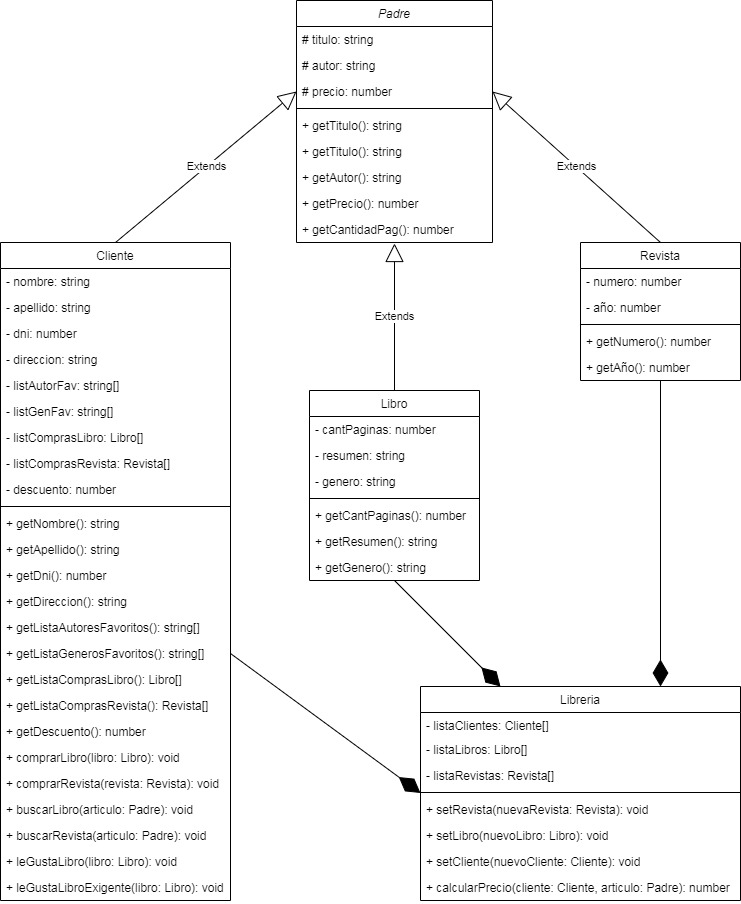 Padre
# titulo: string
# autor: string
# precio: number
+ getTitulo(): string
+ getTitulo(): string
+ getAutor(): string
+ getPrecio(): number
+ getCantidadPag(): number
Extends
Extends
Extends
Cliente
- nombre: string
- apellido: string
- dni: number
- direccion: string
- listAutorFav: string[]
- listGenFav: string[]
- listComprasLibro: Libro[]
- listComprasRevista: Revista[]
- descuento: number
+ getNombre(): string
+ getApellido(): string
+ getDni(): number
+ getDireccion(): string
+ getListaAutoresFavoritos(): string[]
+ getListaGenerosFavoritos(): string[]
+ getListaComprasLibro(): Libro[]
+ getListaComprasRevista(): Revista[]
+ getDescuento(): number
+ comprarLibro(libro: Libro): void
+ comprarRevista(revista: Revista): void
+ buscarLibro(articulo: Padre): void
+ buscarRevista(articulo: Padre): void
+ leGustaLibro(libro: Libro): void
+ leGustaLibroExigente(libro: Libro): void
Libro
- cantPaginas: number
- resumen: string
- genero: string
+ getCantPaginas(): number
+ getResumen(): string
+ getGenero(): string
Revista
- numero: number
- año: number
+ getNumero(): number
+ getAño(): number
Libreria
- listaClientes: Cliente[]
- listaLibros: Libro[]
- listaRevistas: Revista[]
+ setRevista(nuevaRevista: Revista): void
+ setLibro(nuevoLibro: Libro): void
+ setCliente(nuevoCliente: Cliente): void
+ calcularPrecio(cliente: Cliente, articulo: Padre): number